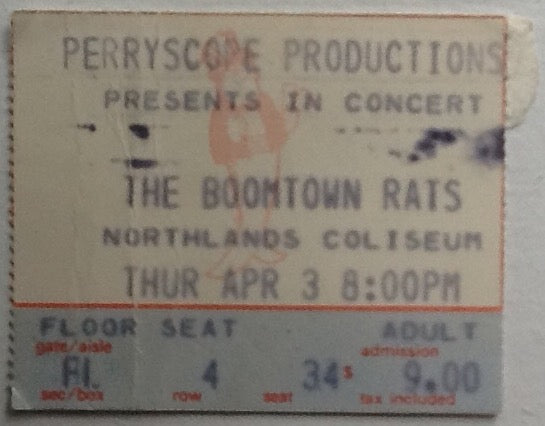 PERRYSCOPE PRODUCTIONS
PRESENTS IN CONCERT
THE BOOMTOWN RATS
NORTHLANDS COLISEUM
THUR APR 3 8:00PM
FLOOR SEAT ADULT
gate/aisle admission
FL 4 34s 9.00
sec/box row seat tax included